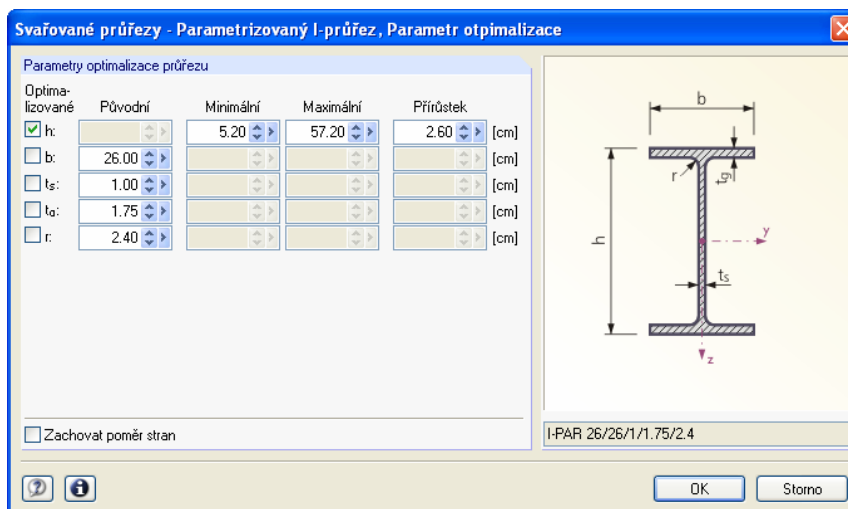 Svařované průřezy - Parametrizovaný I-průřez, Parametr otpimalizace
Parametry optimalizace průřezu
Optima-
lizované Původní Minimální Maximální Přírůstek
h: 5.20 57.20 2.60 [cm]
b: 26.00 [cm]
ts: 1.00 [cm]
tg: 1.75 [cm]
r: 2.40 [cm]
Zachovat poměr stran
b
r
tg
h
y
ts
z
I-PAR 26/26/1/1.75/2.4
OK Storno